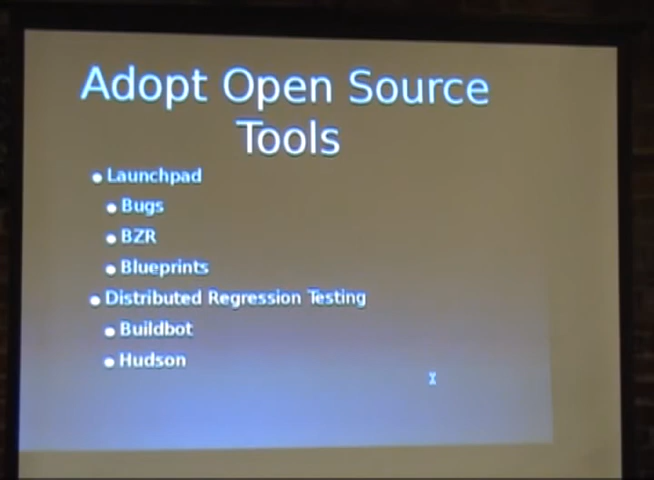 Adopt Open Source
Tools
Launchpad
Bugs
BZR
Blueprints
Distributed Regression Testing
Buildbot
Hudson